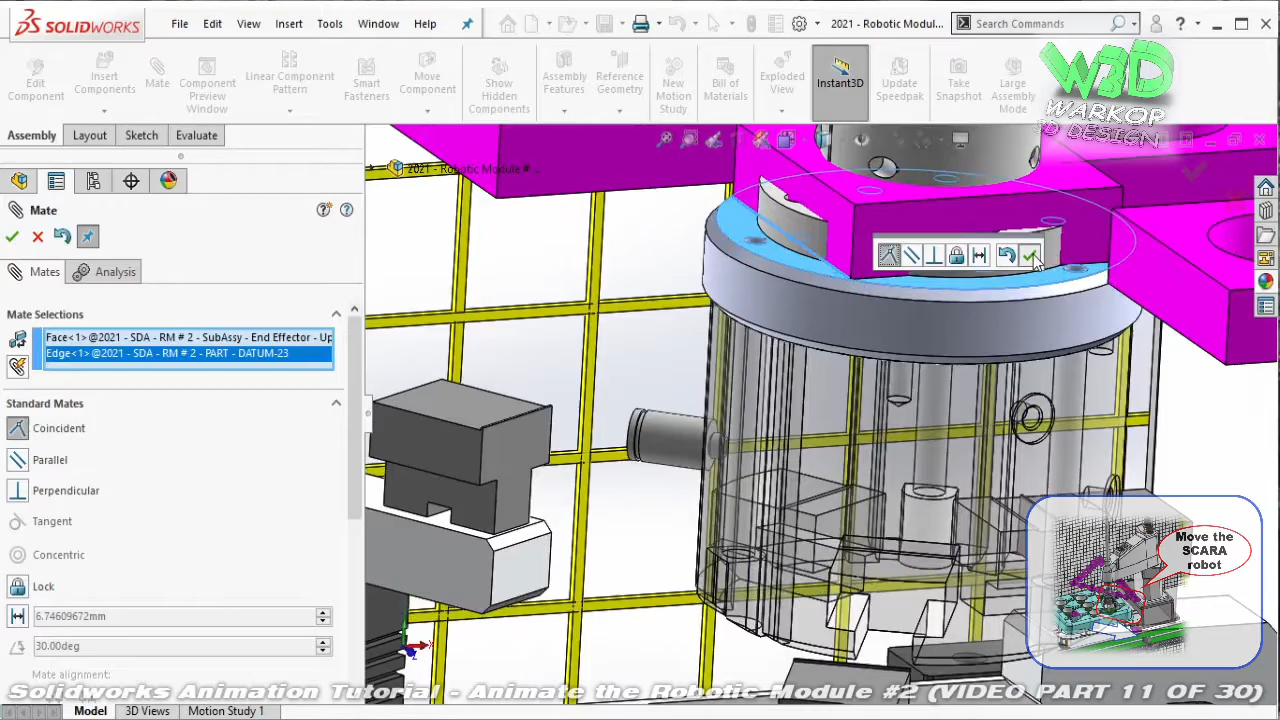 SOLIDWORKS
File Edit View Insert Tools Window Help
2021 - Robotic Modul...
Search Commands
Edit Component
Insert Components
Mate
Component Preview Window
Linear Component Pattern
Smart Fasteners
Move Component
Show Hidden Components
Assembly Features
Reference Geometry
New Motion Study
Bill of Materials
Exploded View
Instant3D
Update Speedpak
Take Snapshot
Large Assembly Mode
W3D
WARKOP
3D DESIGN
Assembly Layout Sketch Evaluate
2021 - Robotic Module # ...
Mate
Mates Analysis
Mate Selections
Face<1> @2021 - SDA - RM # 2 - SubAssy - End Effector - Up
Edge<1> @2021 - SDA - RM # 2 - PART - DATUM-23
Standard Mates
Coincident
Parallel
Perpendicular
Tangent
Concentric
Lock
6.74609672mm
30.00deg
Mate alignment:
Move the
SCARA
robot
Solidworks Animation Tutorial - Animate the Robotic Module #2 (VIDEO PART 11 OF 30)
Model 3D Views Motion Study 1